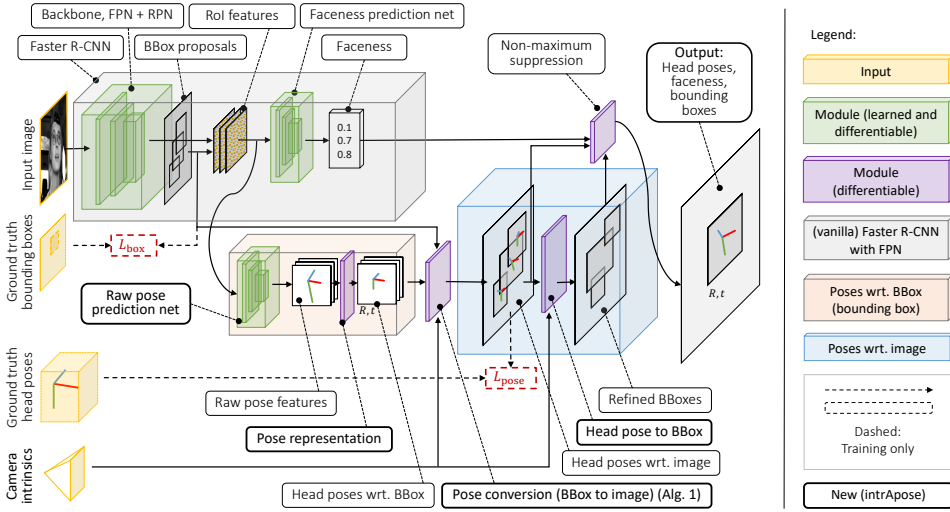 Backbone, FPN + RPN
RoI features
Faceness prediction net
Faster R-CNN
BBox proposals
Faceness
Non-maximum
suppression
Output:
Head poses,
faceness,
bounding
boxes
Input image
0.1
0.7
0.8
Ground truth
bounding boxes
L_box
Raw pose
prediction net
R, t
R, t
Ground truth
head poses
L_pose
Raw pose features
Refined BBoxes
Pose representation
Head pose to BBox
Head poses wrt. image
Camera
intrinsics
Head poses wrt. BBox
Pose conversion (BBox to image) (Alg. 1)
Legend:
Input
Module (learned and
differentiable)
Module
(differentiable)
(vanilla) Faster R-CNN
with FPN
Poses wrt. BBox
(bounding box)
Poses wrt. image
Dashed:
Training only
New (intrApose)